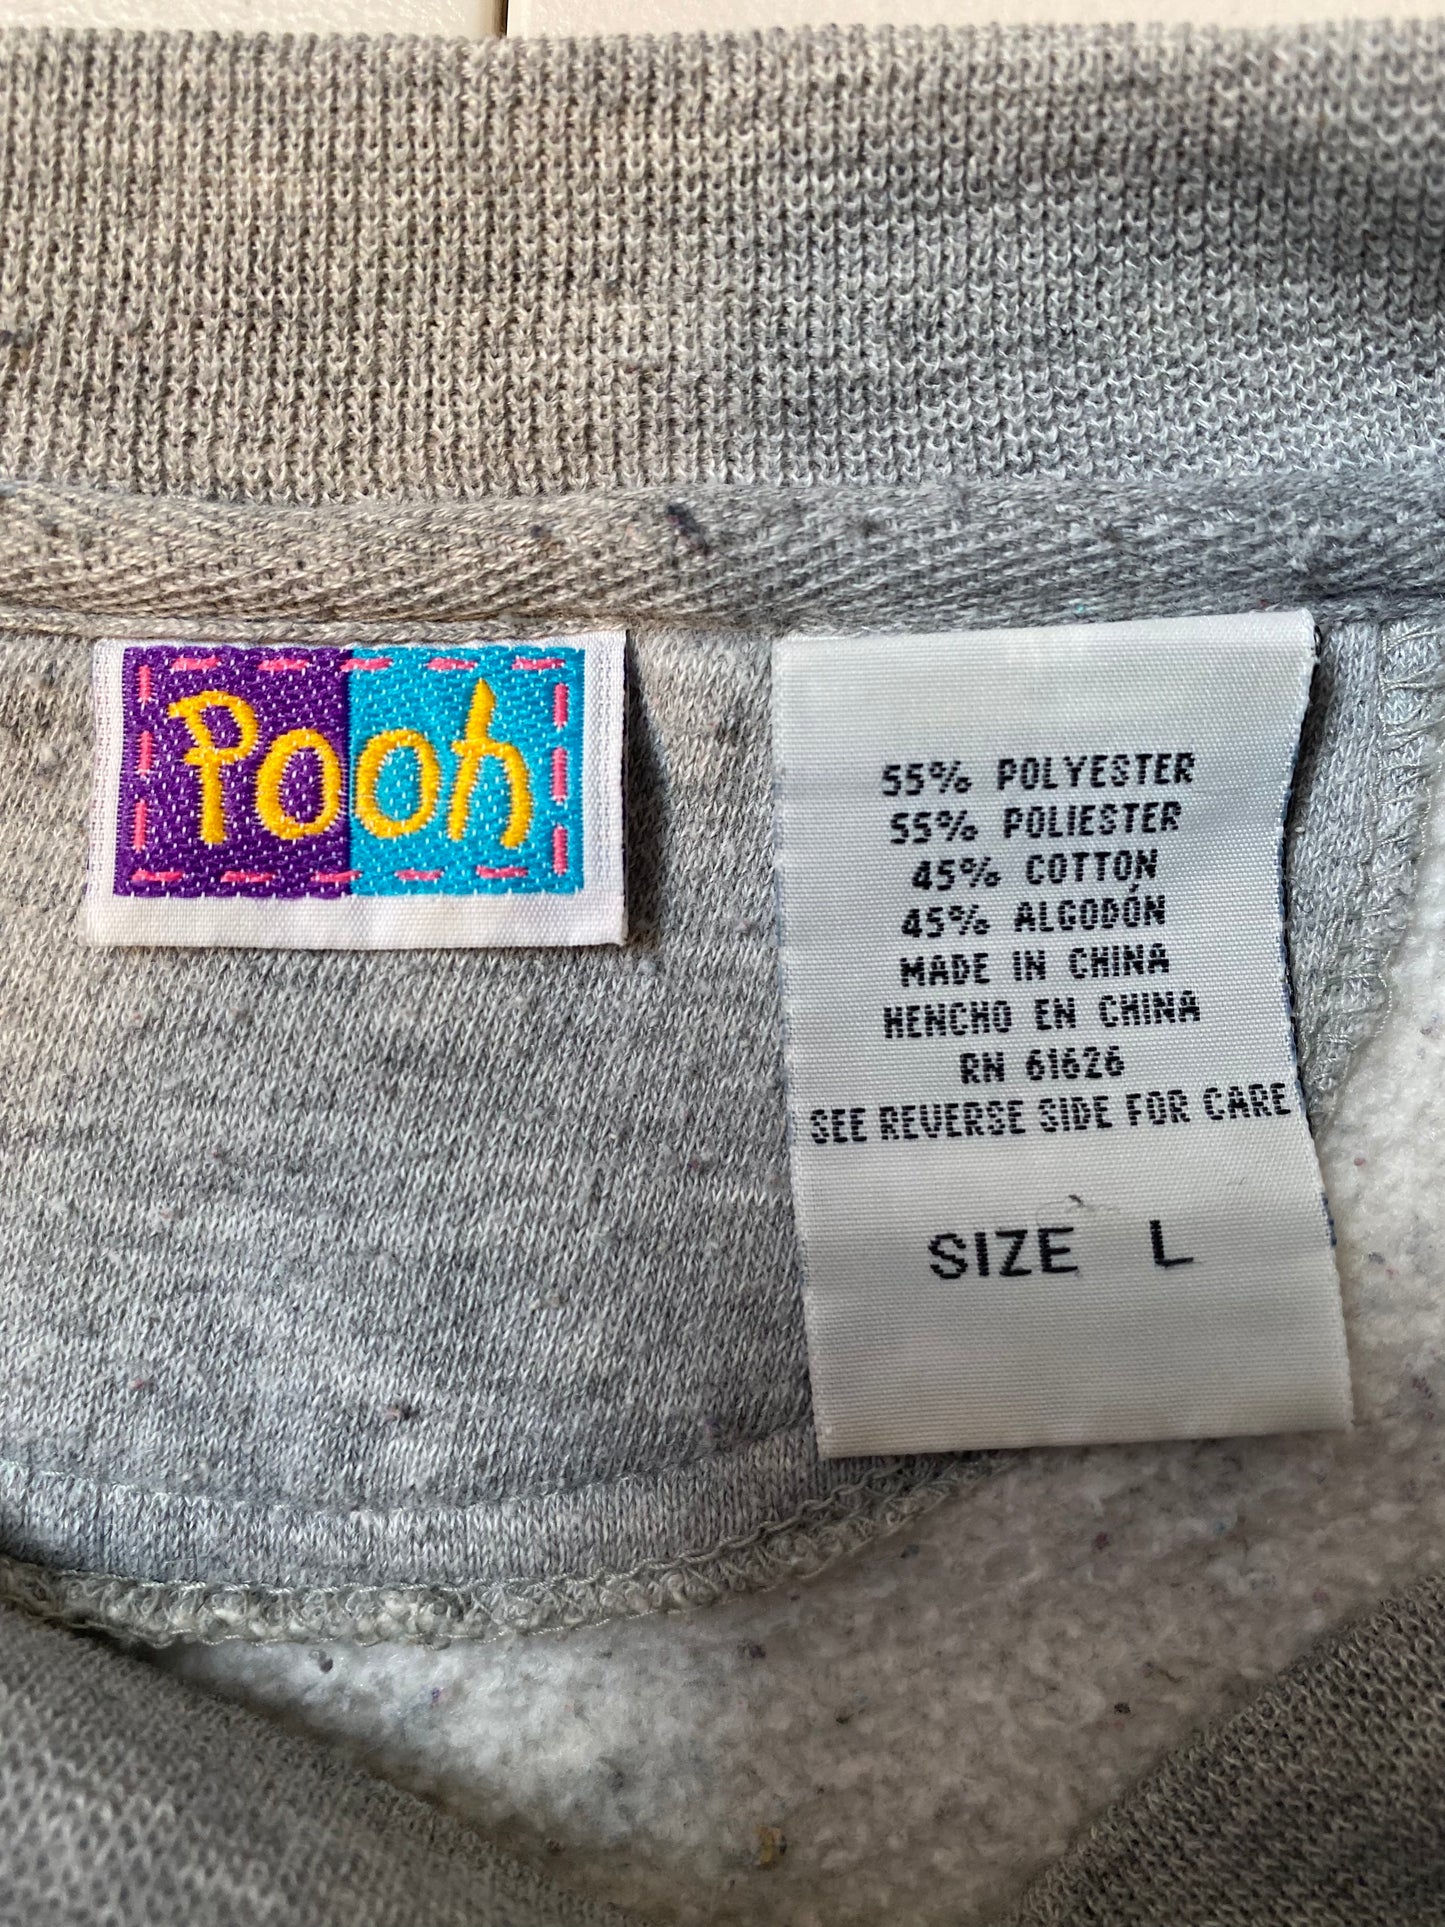 Pooh
55% POLYESTER
55% POLIESTER
45% COTTON
45% ALGODÓN
MADE IN CHINA
HENCHO EN CHINA
RN 61626
SEE REVERSE SIDE FOR CARE
SIZE L